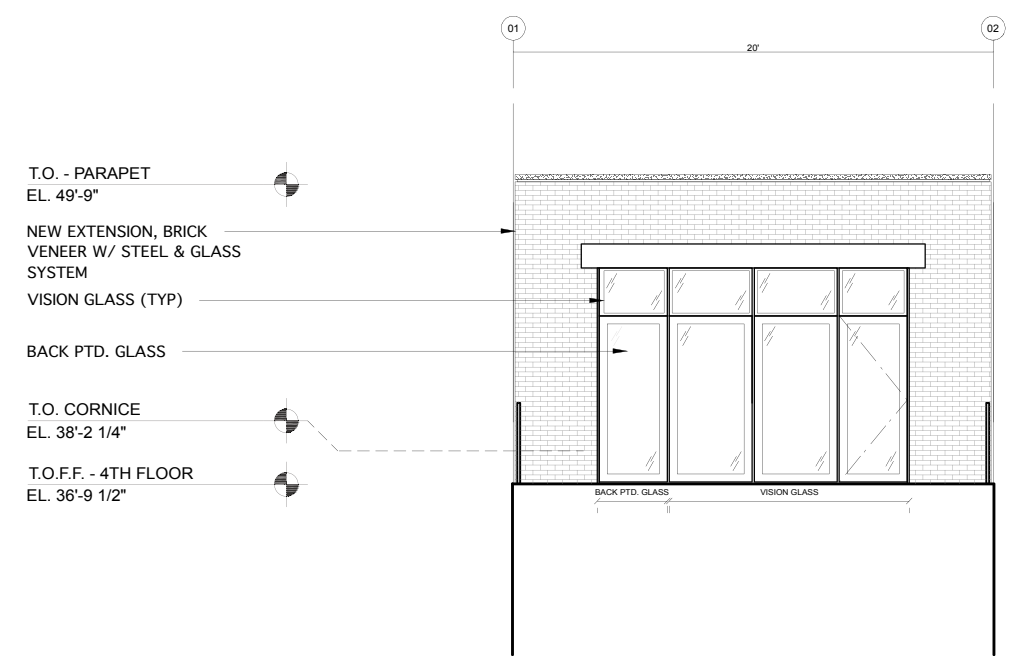 01
02
20'
T.O. - PARAPET
EL. 49'-9"
NEW EXTENSION, BRICK
VENEER W/ STEEL & GLASS
SYSTEM
VISION GLASS (TYP)
BACK PTD. GLASS
T.O. CORNICE
EL. 38'-2 1/4"
T.O.F.F. - 4TH FLOOR
EL. 36'-9 1/2"
BACK PTD. GLASS
VISION GLASS